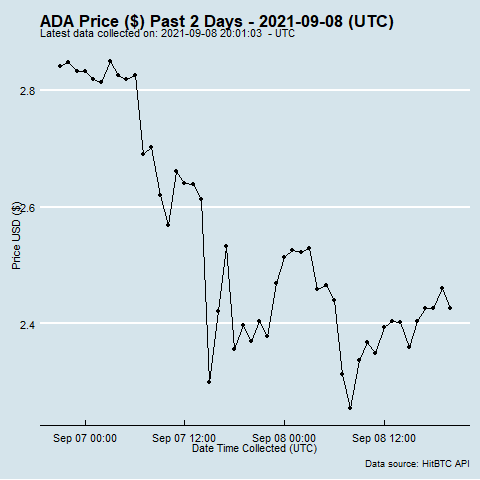 ADA Price ($) Past 2 Days - 2021-09-08 (UTC)
Latest data collected on: 2021-09-08 20:01:03 - UTC
2.8
2.6
2.4
Price USD ($)
Sep 07 00:00
Sep 07 12:00
Sep 08 00:00
Sep 08 12:00
Date Time Collected (UTC)
Data source: HitBTC API